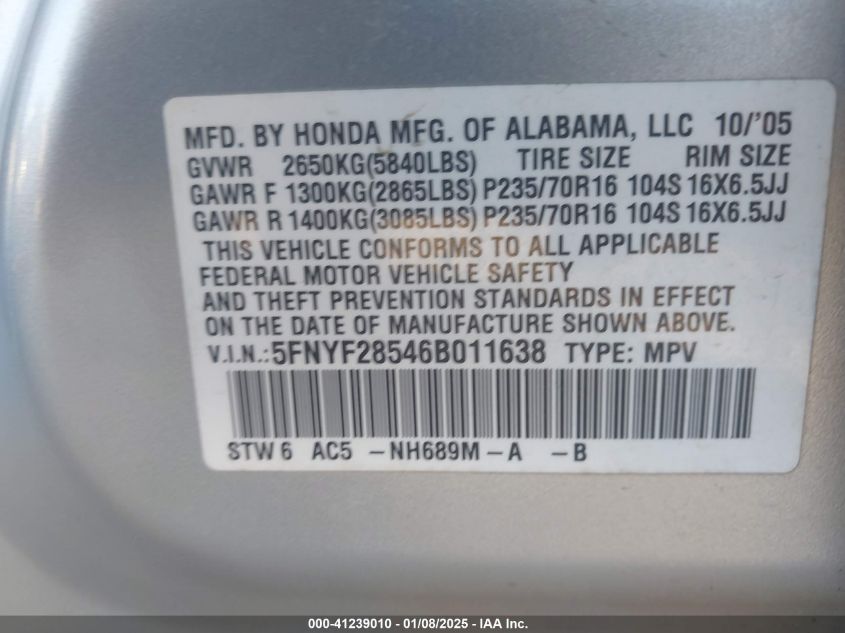 MFD. BY HONDA MFG. OF ALABAMA, LLC 10/'05
GVWR 2650KG(5840LBS) TIRE SIZE RIM SIZE
GAWR F 1300KG(2865LBS) P235/70R16 104S 16X6.5JJ
GAWR R 1400KG(3085LBS) P235/70R16 104S 16X6.5JJ
THIS VEHICLE CONFORMS TO ALL APPLICABLE
FEDERAL MOTOR VEHICLE SAFETY
AND THEFT PREVENTION STANDARDS IN EFFECT
ON THE DATE OF MANUFACTURE SHOWN ABOVE.
V.I.N.:5FNYF28546B011638 TYPE: MPV
STW 6 AC5 -NH689M-A -B
000-41239010 - 01/08/2025 - IAA Inc.